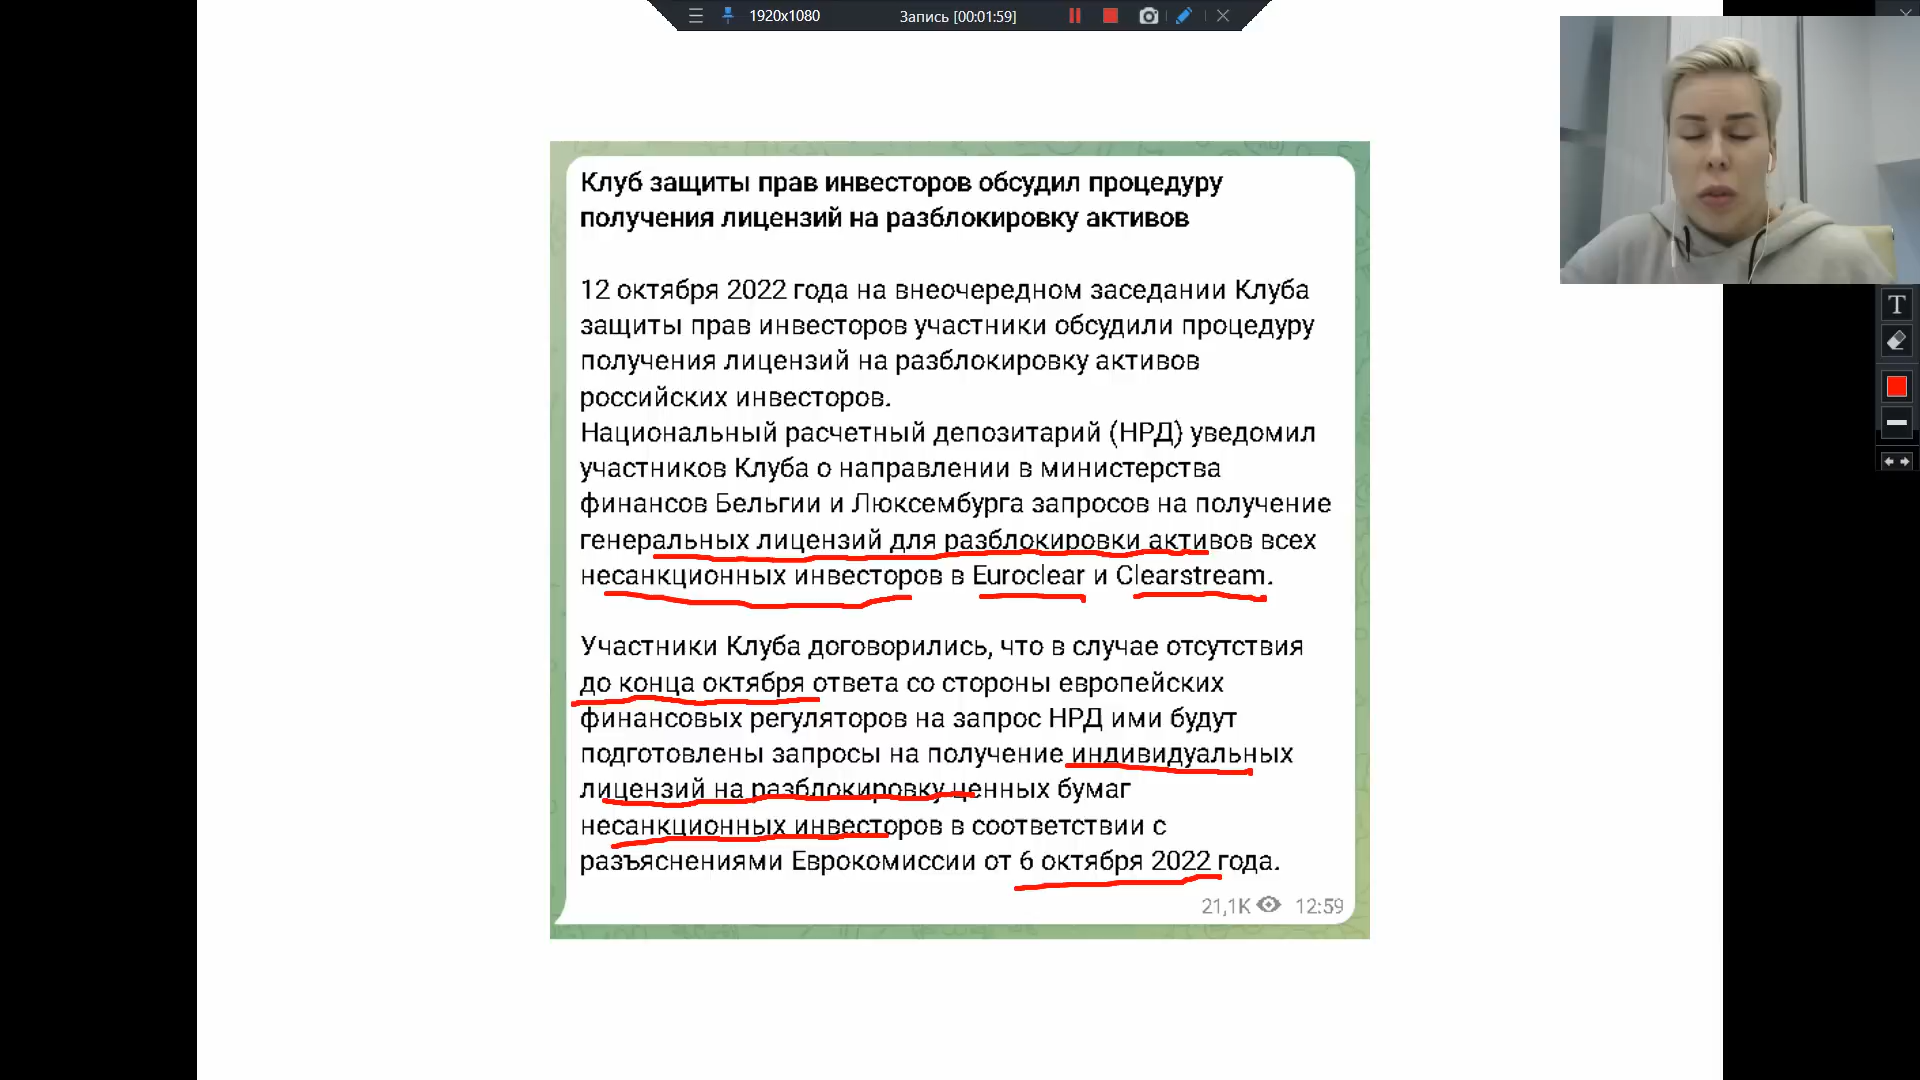 1920x1080
Запись [00:01:59]
Клуб защиты прав инвесторов обсудил процедуру
получения лицензий на разблокировку активов
12 октября 2022 года на внеочередном заседании Клуба
защиты прав инвесторов участники обсудили процедуру
получения лицензий на разблокировку активов
российских инвесторов.
Национальный расчетный депозитарий (НРД) уведомил
участников Клуба о направлении в министерства
финансов Бельгии и Люксембурга запросов на получение
генеральных лицензий для разблокировки активов всех
несанкционных инвесторов в Euroclear и Clearstream.
Участники Клуба договорились, что в случае отсутствия
до конца октября ответа со стороны европейских
финансовых регуляторов на запрос НРД ими будут
подготовлены запросы на получение индивидуальных
лицензий на разблокировку ценных бумаг
несанкционных инвесторов в соответствии с
разъяснениями Еврокомиссии от 6 октября 2022 года.
21,1K 12:59
T